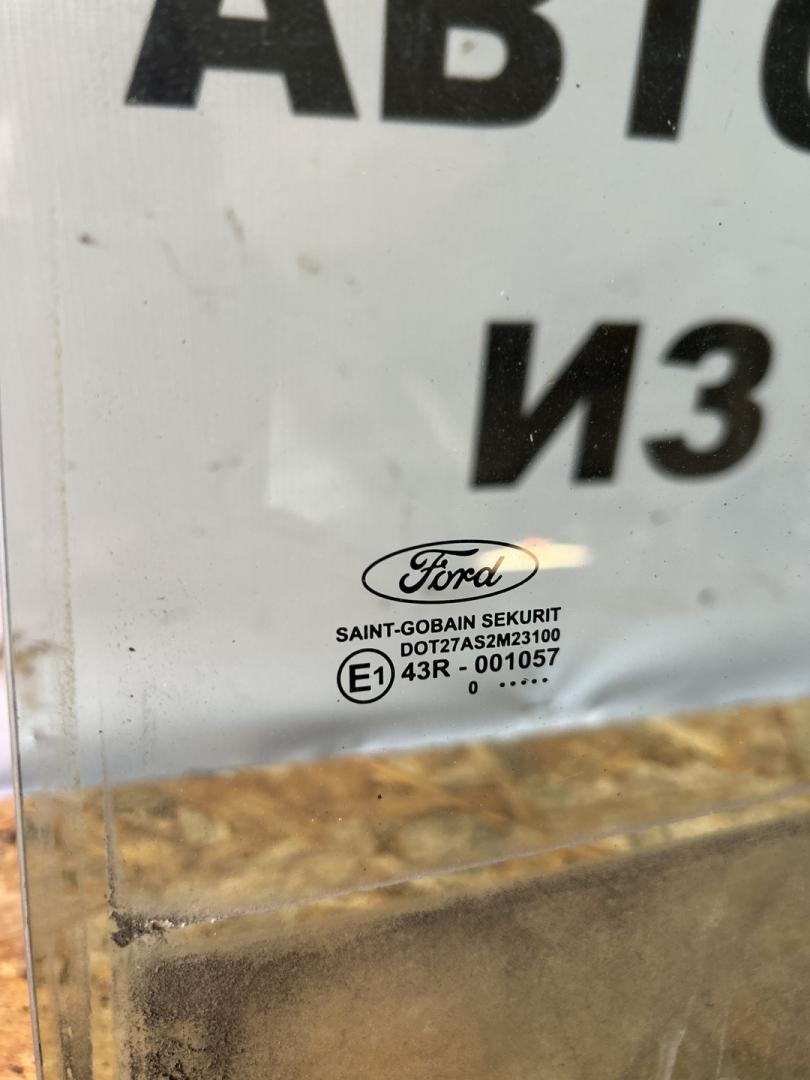 АВТО
ИЗ
Ford
SAINT-GOBAIN SEKURIT
DOT27AS2M23100
E1 43R - 001057
0 .....